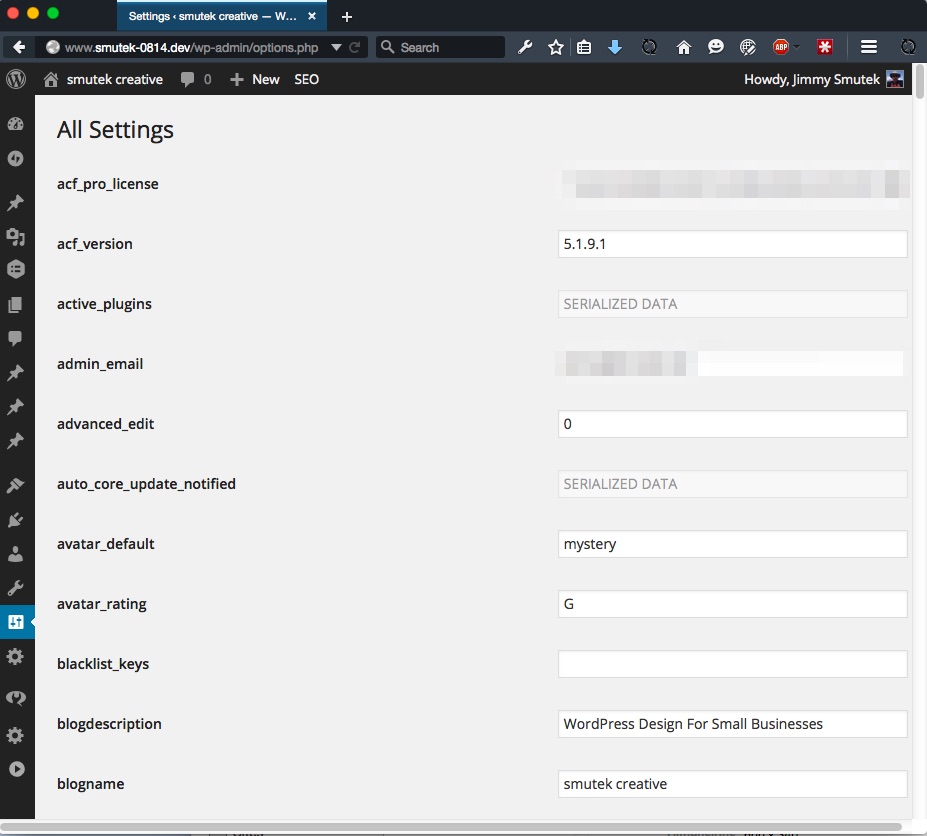 Settings ‹ smutek creative — W...
www.smutek-0814.dev/wp-admin/options.php
Search
ABP
smutek creative 0 New SEO
Howdy, Jimmy Smutek
All Settings
acf_pro_license
acf_version 5.1.9.1
active_plugins SERIALIZED DATA
admin_email
advanced_edit 0
auto_core_update_notified SERIALIZED DATA
avatar_default mystery
avatar_rating G
blacklist_keys
blogdescription WordPress Design For Small Businesses
blogname smutek creative